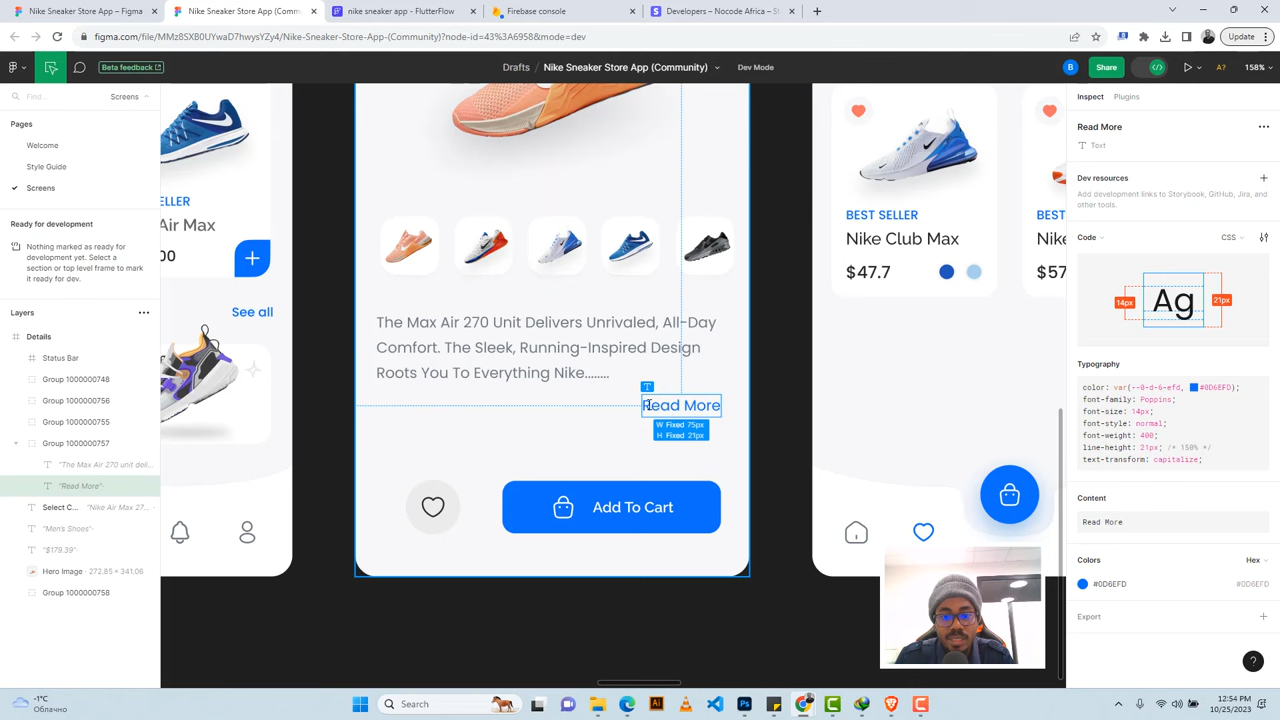 Nike Sneaker Store App (Comm
Nike Sneaker Store App (Comm
nike sneaker app - FlutterFlow
Firebase console
Developers – Nocode Africa – St
figma.com/file/MMz8SXB0UYwaD7hwysYZy4/Nike-Sneaker-Store-App-(Community)?node-id=43%3A6958&mode=dev
Update
Beta feedback
Drafts / Nike Sneaker Store App (Community)
Dev Mode
B
Share
A?
158%
Find...
Screens
Pages
Welcome
Style Guide
Screens
Ready for development
Nothing marked as ready for
development yet. Select a
section or top level frame to mark
it ready for dev.
Layers
Details
Status Bar
Group 1000000748
Group 1000000756
Group 1000000755
Group 1000000757
"The Max Air 270 unit deli...
"Read More"
Select C... "Nike Air Max 27...
"Men's Shoes"
"$179.39"
Hero Image · 272.85 × 341.06
Group 1000000758
ELLER
Air Max
00
See all
The Max Air 270 Unit Delivers Unrivaled, All-Day
Comfort. The Sleek, Running-Inspired Design
Roots You To Everything Nike........
Read More
W Fixed 75px
H Fixed 21px
Add To Cart
BEST SELLER
Nike Club Max
$47.7
BEST
Nike
$57
Inspect
Plugins
Read More
Text
Dev resources
Add development links to Storybook, GitHub, Jira, and
other tools.
Code
CSS
14px
Ag
21px
Typography
color: var(--0-d-6-efd, #0D6EFD);
font-family: Poppins;
font-size: 14px;
font-style: normal;
font-weight: 400;
line-height: 21px; /* 150% */
text-transform: capitalize;
Content
Read More
Colors
Hex
#0D6EFD
#0D6EFD
Export
?
-1°C
Облачно
Search
12:54 PM
10/25/2023